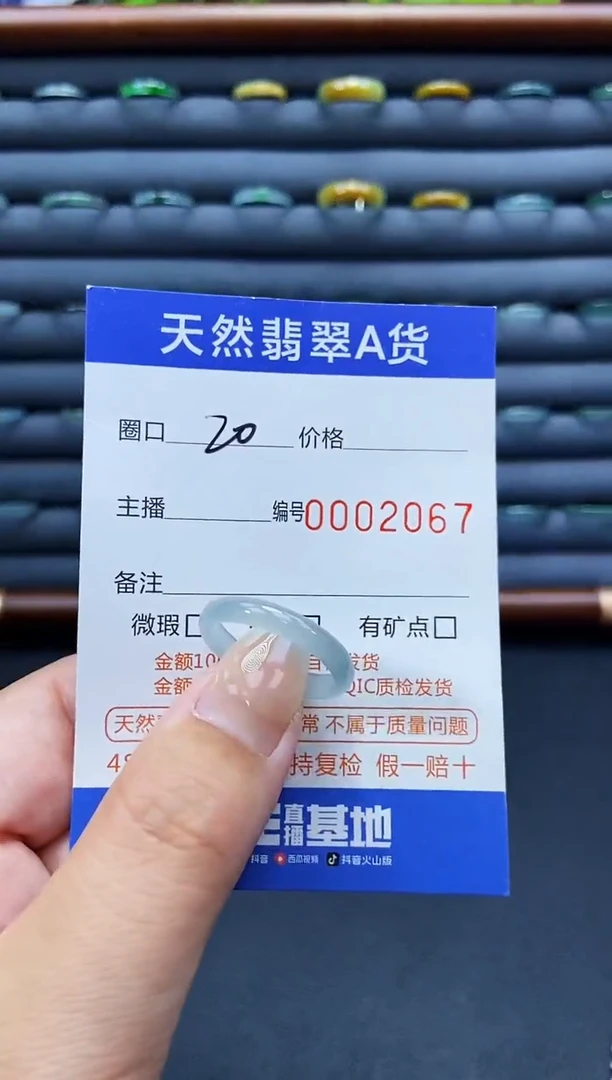 天然翡翠A货
圈口 20 价格
主播 编号0002067
备注
微瑕 有矿点
金额10 发货
金额 QIC质检发货
天然 常 不属于质量问题
48 持复检 假一赔十
直播基地
抖音 西瓜视频 抖音火山版